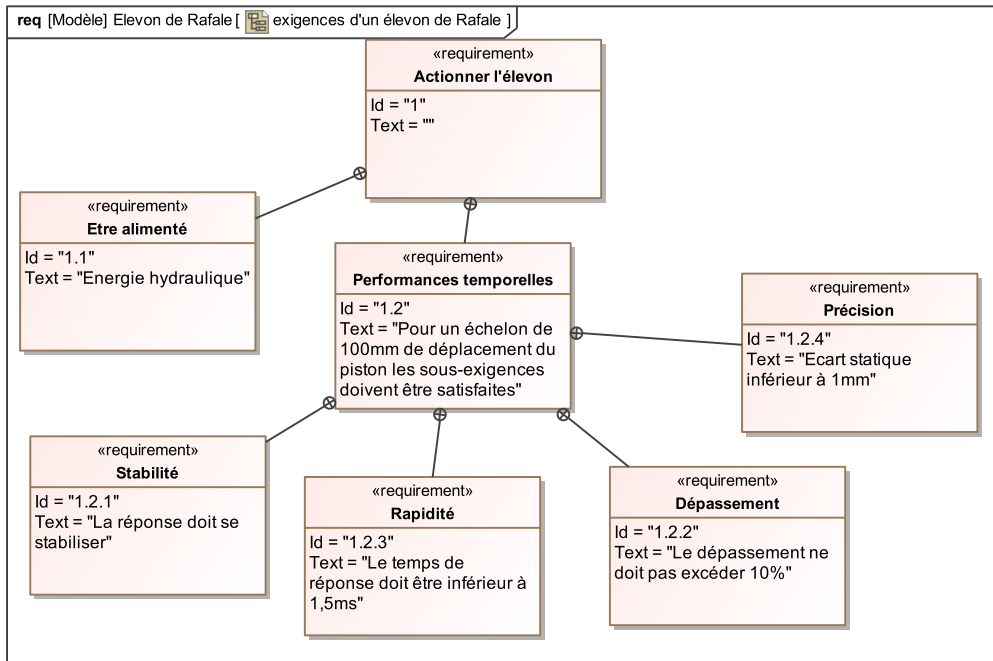 req [Modèle] Elevon de Rafale [ exigences d'un élevon de Rafale ]
«requirement»
Actionner l'élevon
Id = "1"
Text = ""
«requirement»
Etre alimenté
Id = "1.1"
Text = "Energie hydraulique"
«requirement»
Performances temporelles
Id = "1.2"
Text = "Pour un échelon de
100mm de déplacement du
piston les sous-exigences
doivent être satisfaites"
«requirement»
Précision
Id = "1.2.4"
Text = "Ecart statique
inférieur à 1mm"
«requirement»
Stabilité
Id = "1.2.1"
Text = "La réponse doit se
stabiliser"
«requirement»
Rapidité
Id = "1.2.3"
Text = "Le temps de
réponse doit être inférieur à
1,5ms"
«requirement»
Dépassement
Id = "1.2.2"
Text = "Le dépassement ne
doit pas excéder 10%"